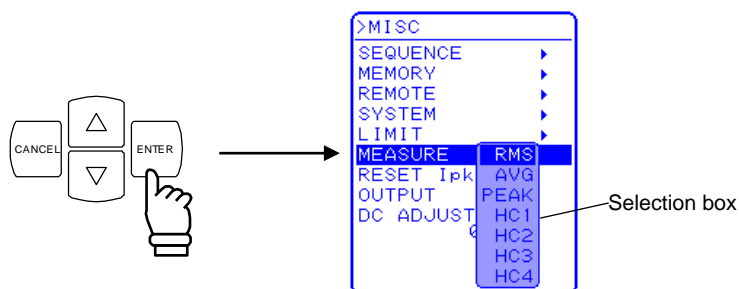 CANCEL
ENTER
>MISC
SEQUENCE
MEMORY
REMOTE
SYSTEM
LIMIT
MEASURE RMS
RESET Ipk AVG
OUTPUT PEAK
DC ADJUST HC1
HC2
HC3
HC4
Selection box